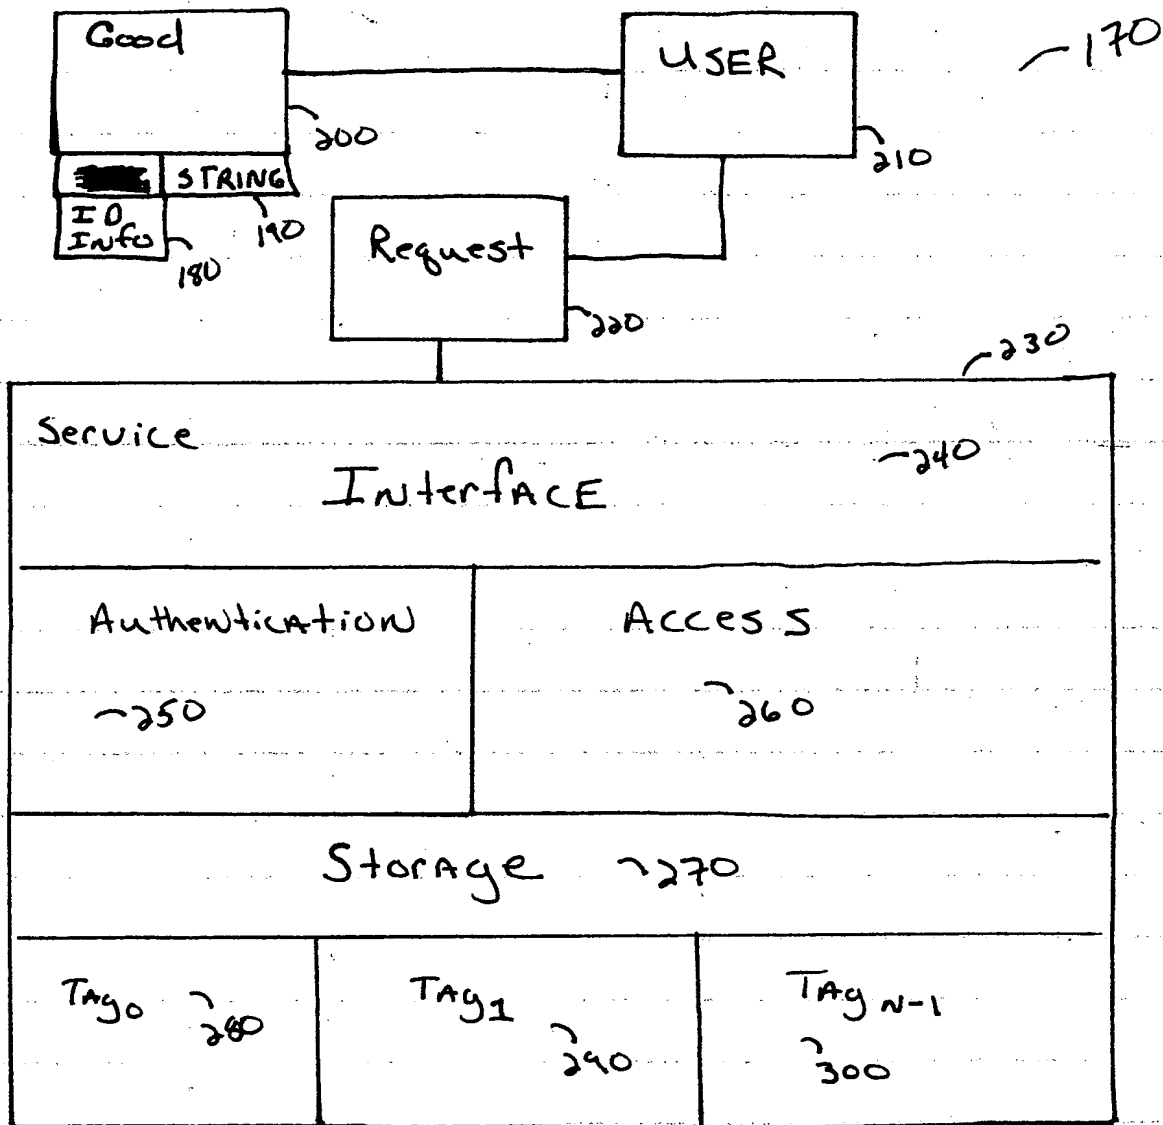 Good
USER
170
200
210
STRING
ID
Info
190
180
Request
220
230
Service
240
INterfACE
AutheNticAtioN
Access
250
260
StorAge 270
TAg0 280
TAg1 290
TAg N-1 300